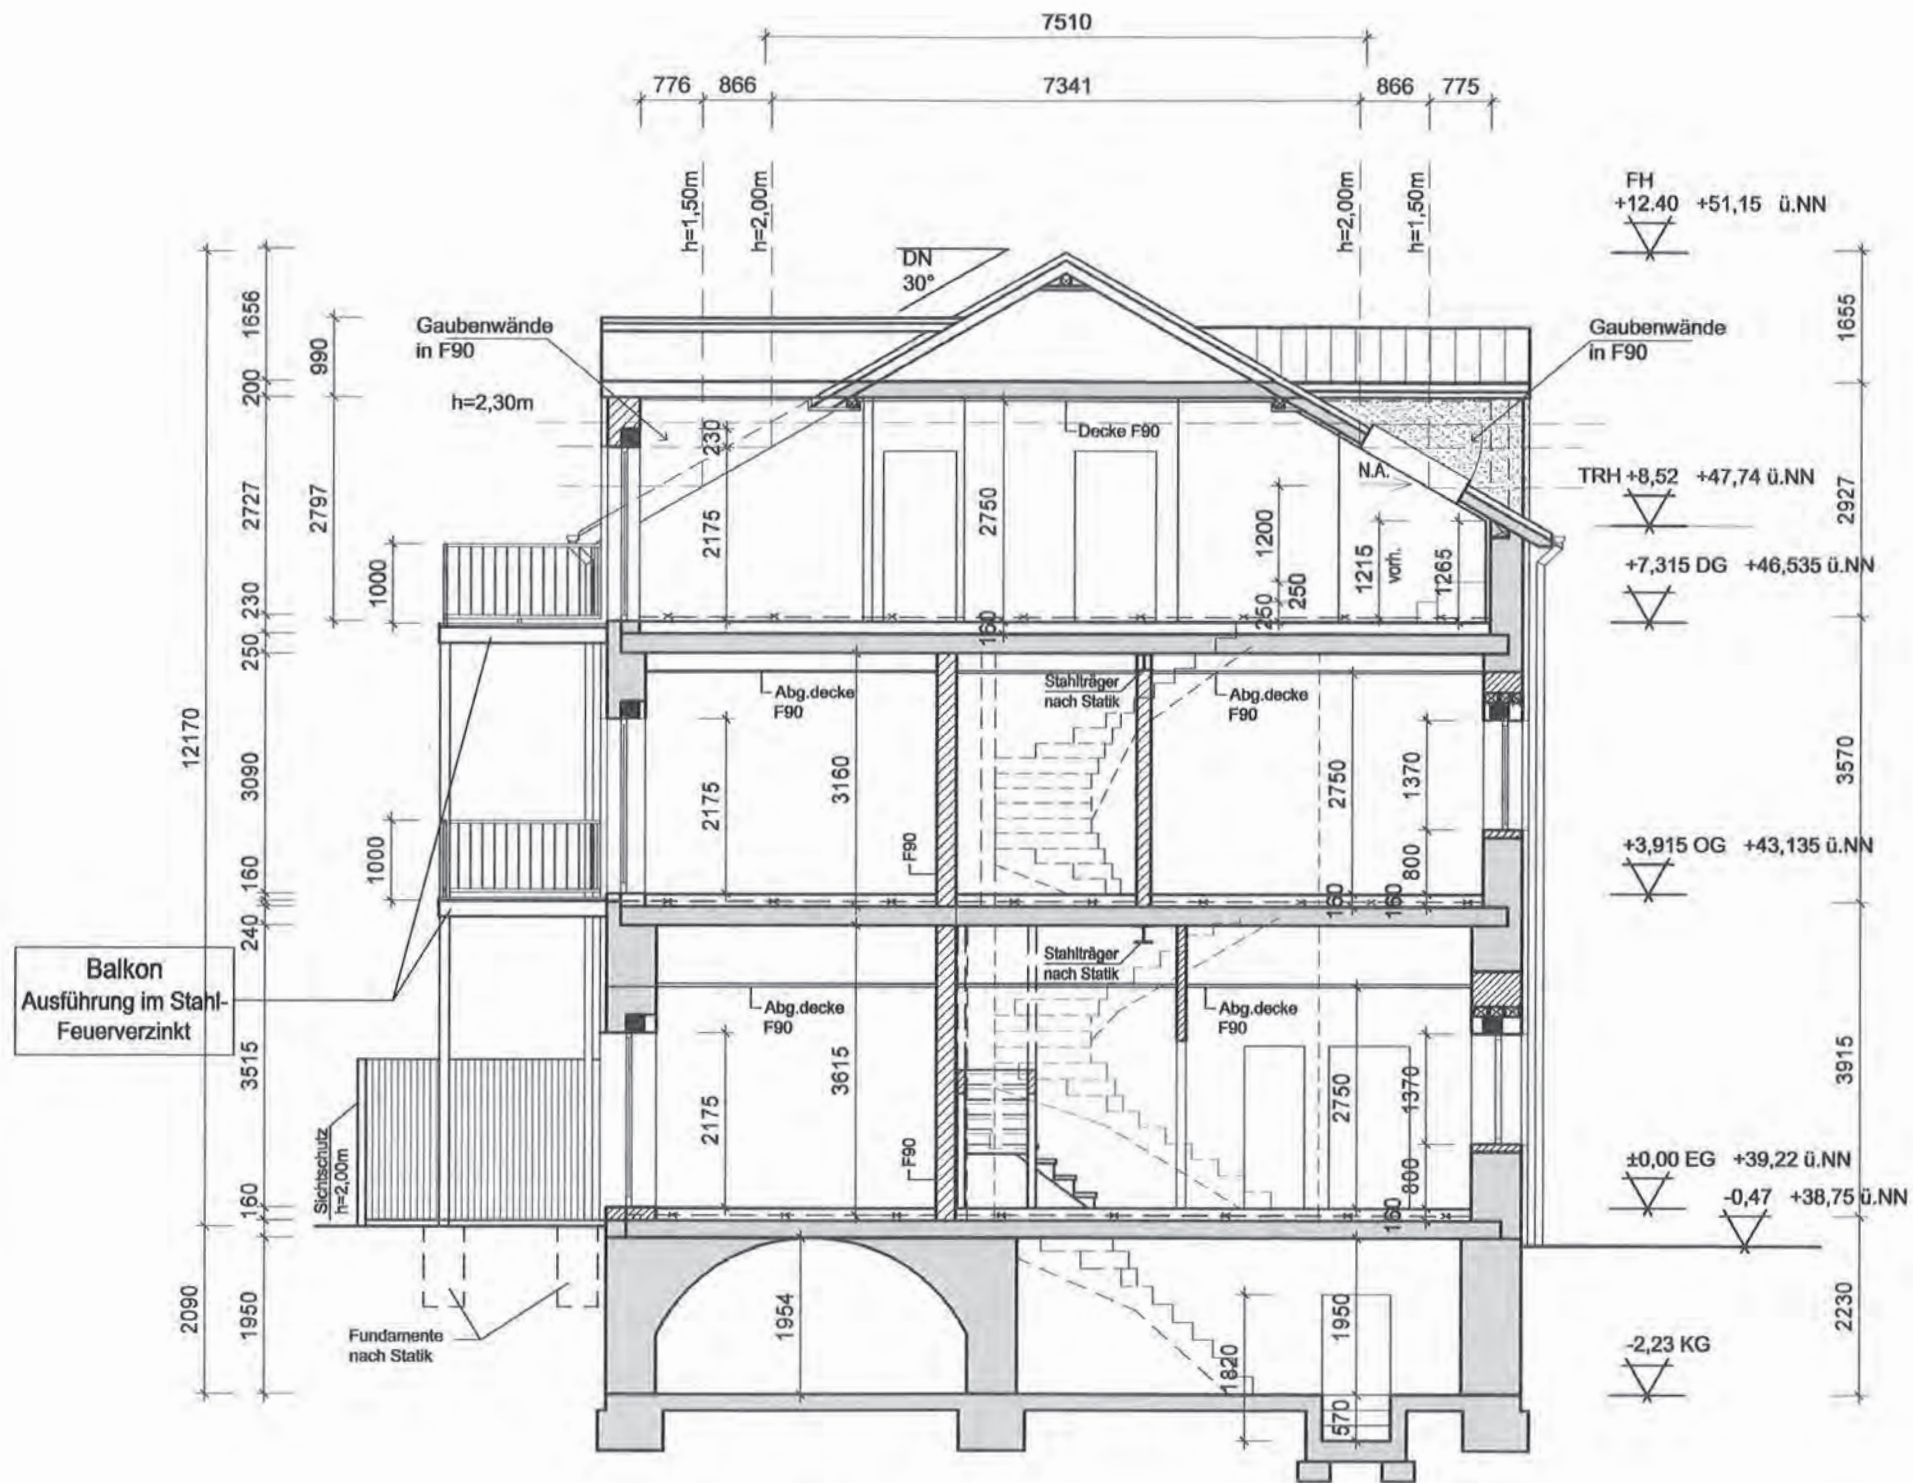 7510
776 866 7341 866 775
h=1,50m
h=2,00m
h=2,00m
h=1,50m
FH
+12.40 +51,15 ü.NN
DN
30°
Gaubenwände
in F90
h=2,30m
Gaubenwände
in F90
1656
990
200
1655
Decke F90
230
N.A.
TRH +8,52 +47,74 ü.NN
2727
2797
2175
2750
1200
1215
vorh.
1265
2927
1000
250
250
+7,315 DG +46,535 ü.NN
230
160
250
Abg.decke
F90
Stahlträger
nach Statik
Abg.decke
F90
12170
3090
2175
3160
2750
1370
3570
1000
F90
800
+3,915 OG +43,135 ü.NN
160
160
160
240
Balkon
Ausführung im Stahl-
Feuerverzinkt
Stahlträger
nach Statik
Abg.decke
F90
Abg.decke
F90
3515
2175
3615
2750
1370
3915
Sichtschutz
h=2,00m
F90
800
±0,00 EG +39,22 ü.NN
-0,47 +38,75 ü.NN
160
160
2090
1950
1954
1950
2230
Fundamente
nach Statik
1820
570
-2,23 KG